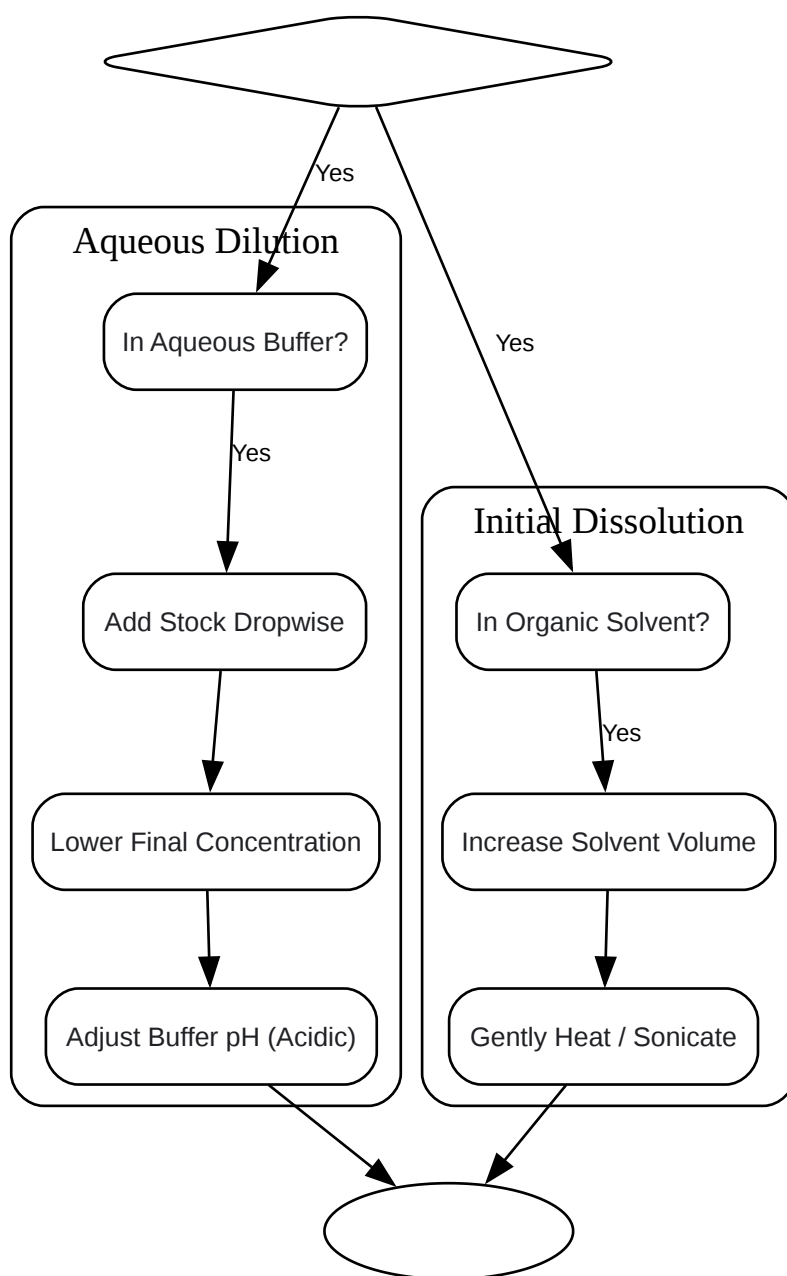 Yes
Aqueous Dilution
In Aqueous Buffer?
Yes
Add Stock Dropwise
Lower Final Concentration
Adjust Buffer pH (Acidic)
Yes
Initial Dissolution
In Organic Solvent?
Yes
Increase Solvent Volume
Gently Heat / Sonicate